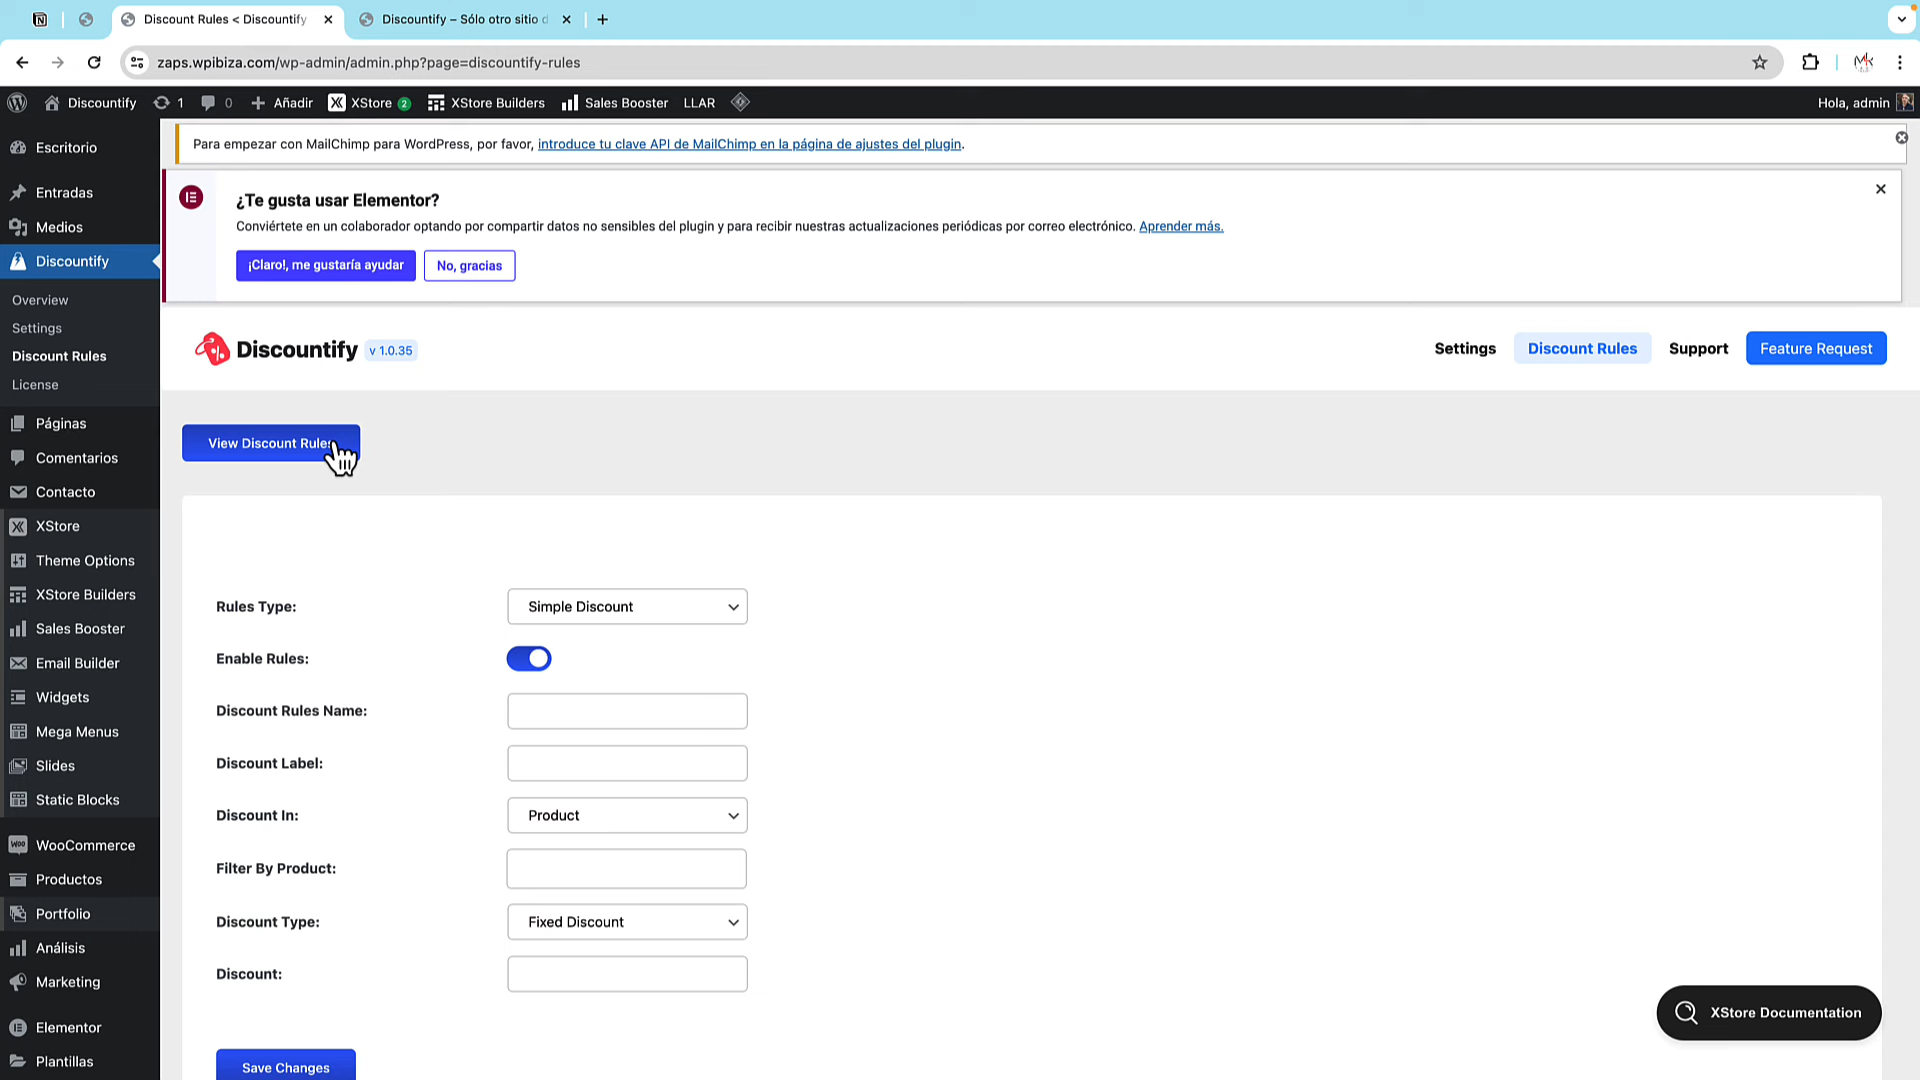 Discount Rules < Discountify
Discountify – Sólo otro sitio d
zaps.wpibiza.com/wp-admin/admin.php?page=discountify-rules
Discountify
1
0
Añadir
XStore 2
XStore Builders
Sales Booster
LLAR
Hola, admin
Escritorio
Entradas
Medios
Discountify
Overview
Settings
Discount Rules
License
Páginas
Comentarios
Contacto
XStore
Theme Options
XStore Builders
Sales Booster
Email Builder
Widgets
Mega Menus
Slides
Static Blocks
WooCommerce
Productos
Portfolio
Análisis
Marketing
Elementor
Plantillas
Para empezar con MailChimp para WordPress, por favor, introduce tu clave API de MailChimp en la página de ajustes del plugin.
¿Te gusta usar Elementor?
Conviértete en un colaborador optando por compartir datos no sensibles del plugin y para recibir nuestras actualizaciones periódicas por correo electrónico. Aprender más.
¡Claro!, me gustaría ayudar
No, gracias
Discountify v 1.0.35
Settings
Discount Rules
Support
Feature Request
View Discount Rules
Rules Type:
Simple Discount
Enable Rules:
Discount Rules Name:
Discount Label:
Discount In:
Product
Filter By Product:
Discount Type:
Fixed Discount
Discount:
Save Changes
XStore Documentation